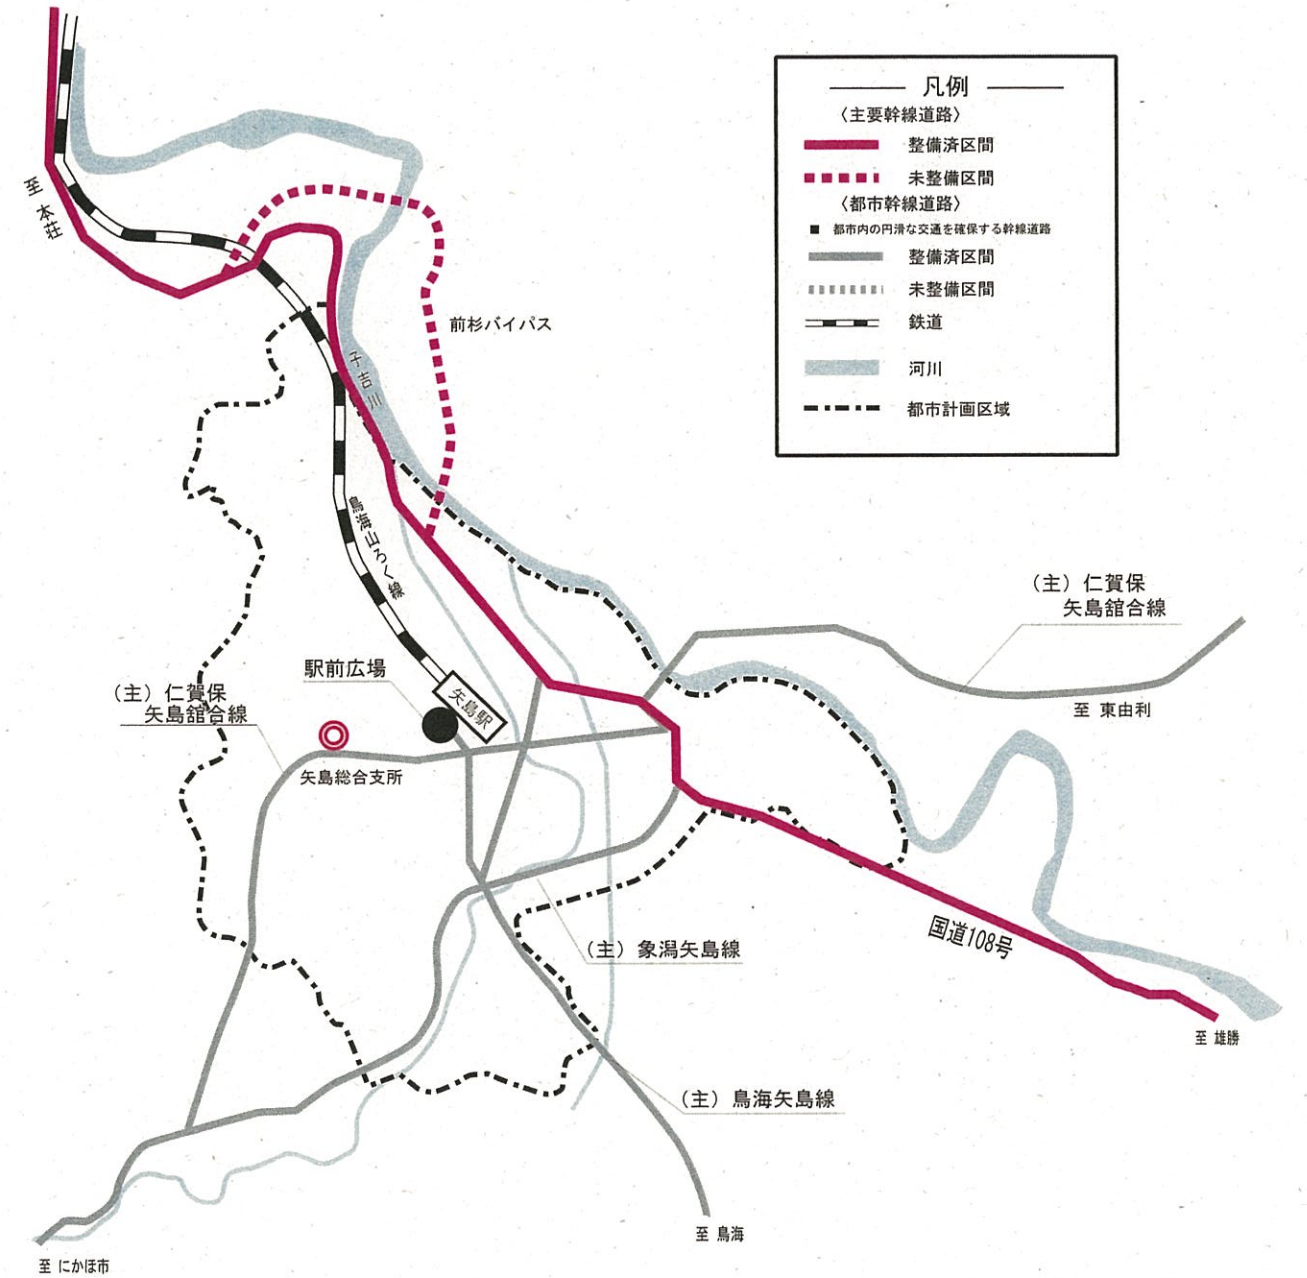 凡例
〈主要幹線道路〉
整備済区間
未整備区間
〈都市幹線道路〉
■ 都市内の円滑な交通を確保する幹線道路
整備済区間
未整備区間
鉄道
河川
都市計画区域
至 本荘
前杉バイパス
子吉川
鳥海山ろく線
(主)仁賀保
矢島舘合線
至 東由利
駅前広場
矢島駅
(主)仁賀保
矢島舘合線
矢島総合支所
国道108号
(主)象潟矢島線
至 雄勝
(主)鳥海矢島線
至 鳥海
至 にかほ市